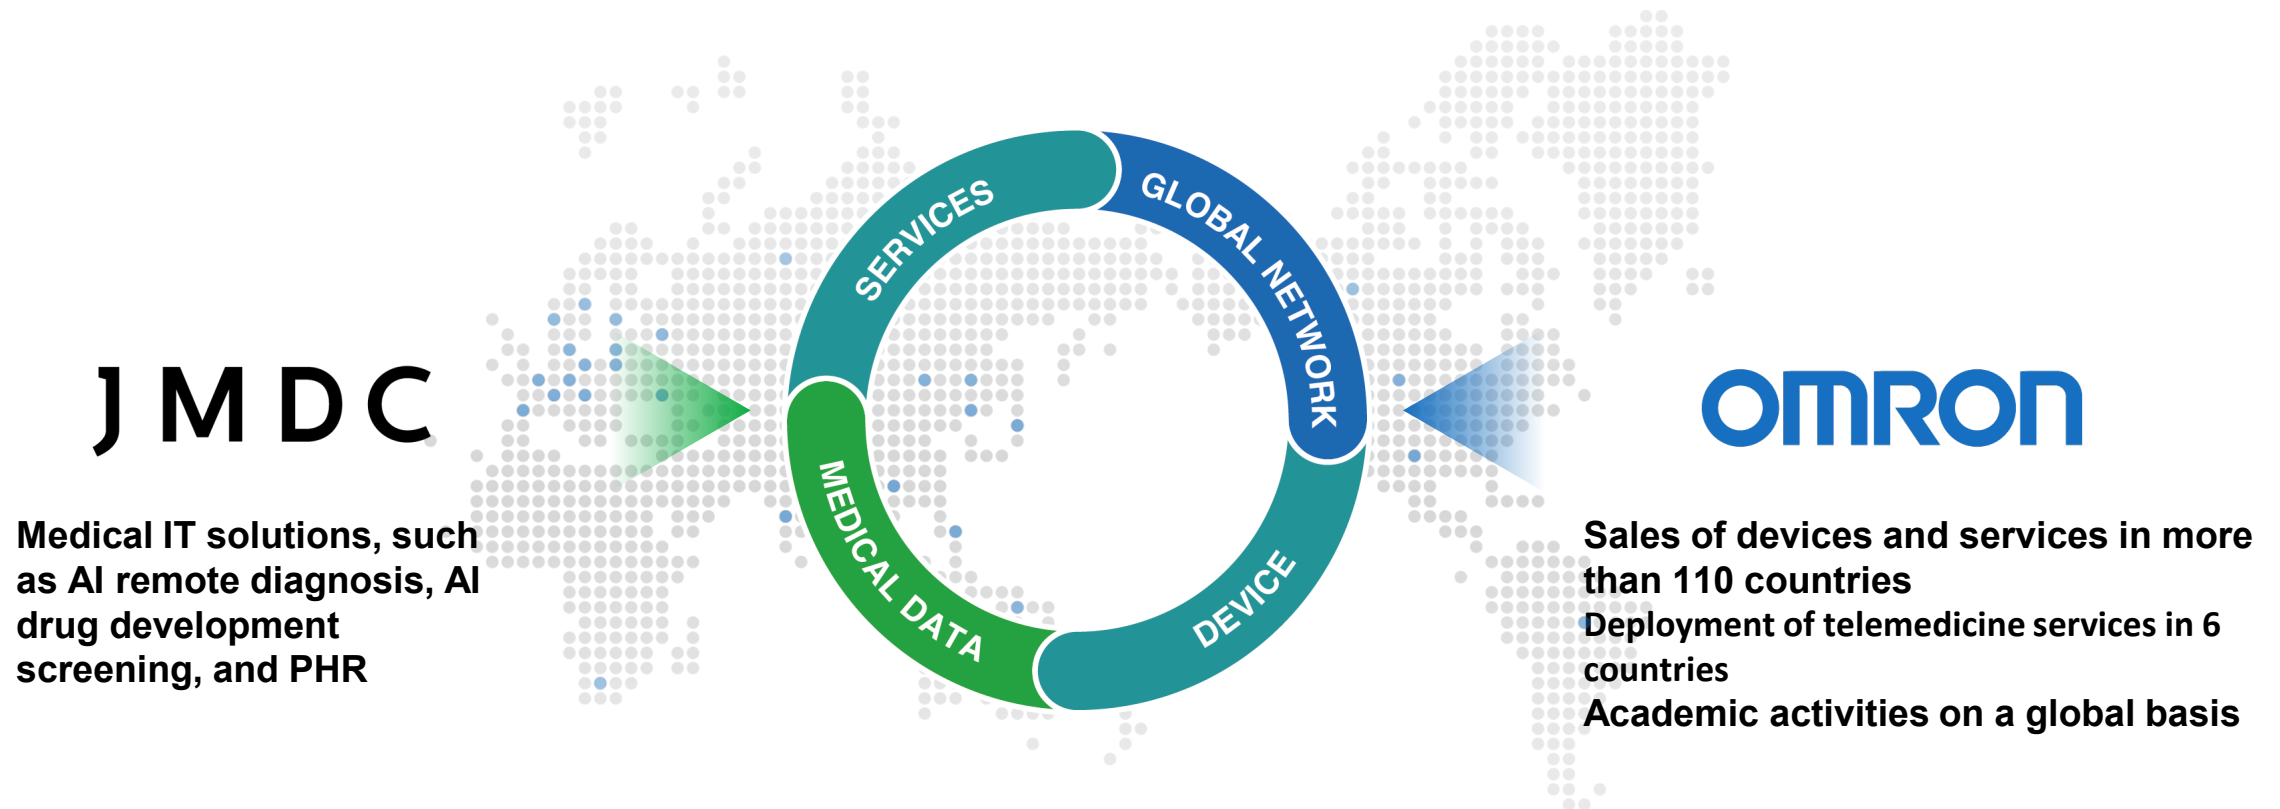 SERVICES
GLOBAL NETWORK
JMDC
OMRON
MEDICAL DATA
DEVICE
Medical IT solutions, such
as AI remote diagnosis, AI
drug development
screening, and PHR
Sales of devices and services in more
than 110 countries
Deployment of telemedicine services in 6
countries
Academic activities on a global basis